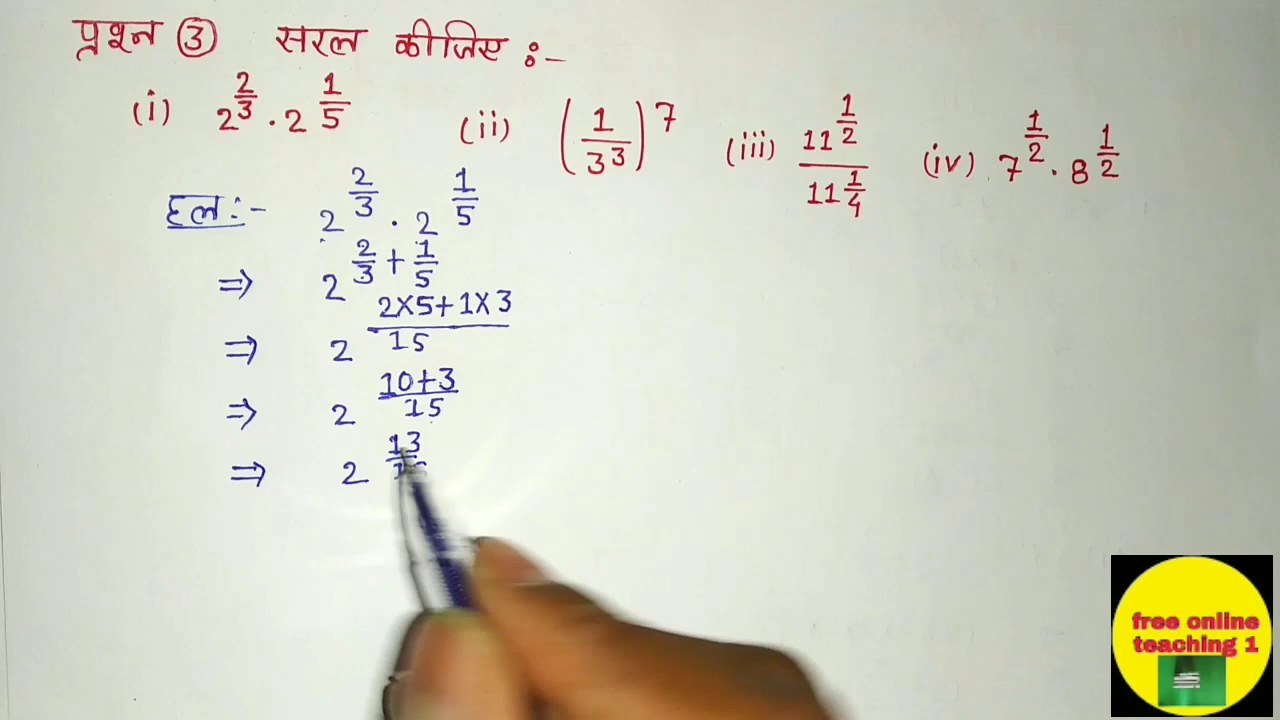 प्रश्न ③ सरल कीजिए :-
(i) 2^(2/3) . 2^(1/5) (ii) (1/3^3)^7 (iii) 11^(1/2)/11^(1/4) (iv) 7^(1/2) . 8^(1/2)
हल :- 2^(2/3) . 2^(1/5)
⇒ 2^(2/3 + 1/5)
⇒ 2^((2×5+1×3)/15)
⇒ 2^((10+3)/15)
⇒ 2^(13/
free online
teaching 1